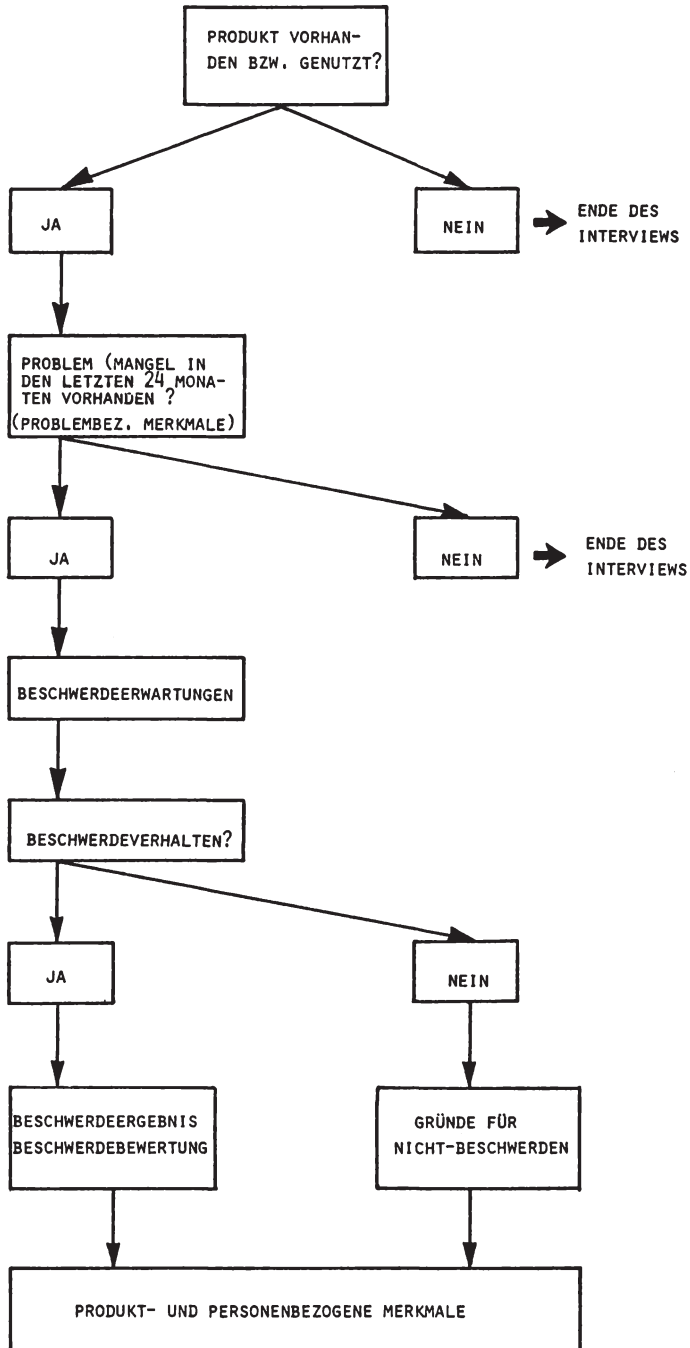 PRODUKT VORHAN-
DEN BZW. GENUTZT?
JA
NEIN
ENDE DES
INTERVIEWS
PROBLEM (MANGEL IN
DEN LETZTEN 24 MONA-
TEN VORHANDEN ?
(PROBLEMBEZ. MERKMALE)
JA
NEIN
ENDE DES
INTERVIEWS
BESCHWERDEERWARTUNGEN
BESCHWERDEVERHALTEN?
JA
NEIN
BESCHWERDEERGEBNIS
BESCHWERDEBEWERTUNG
GRÜNDE FÜR
NICHT-BESCHWERDEN
PRODUKT- UND PERSONENBEZOGENE MERKMALE